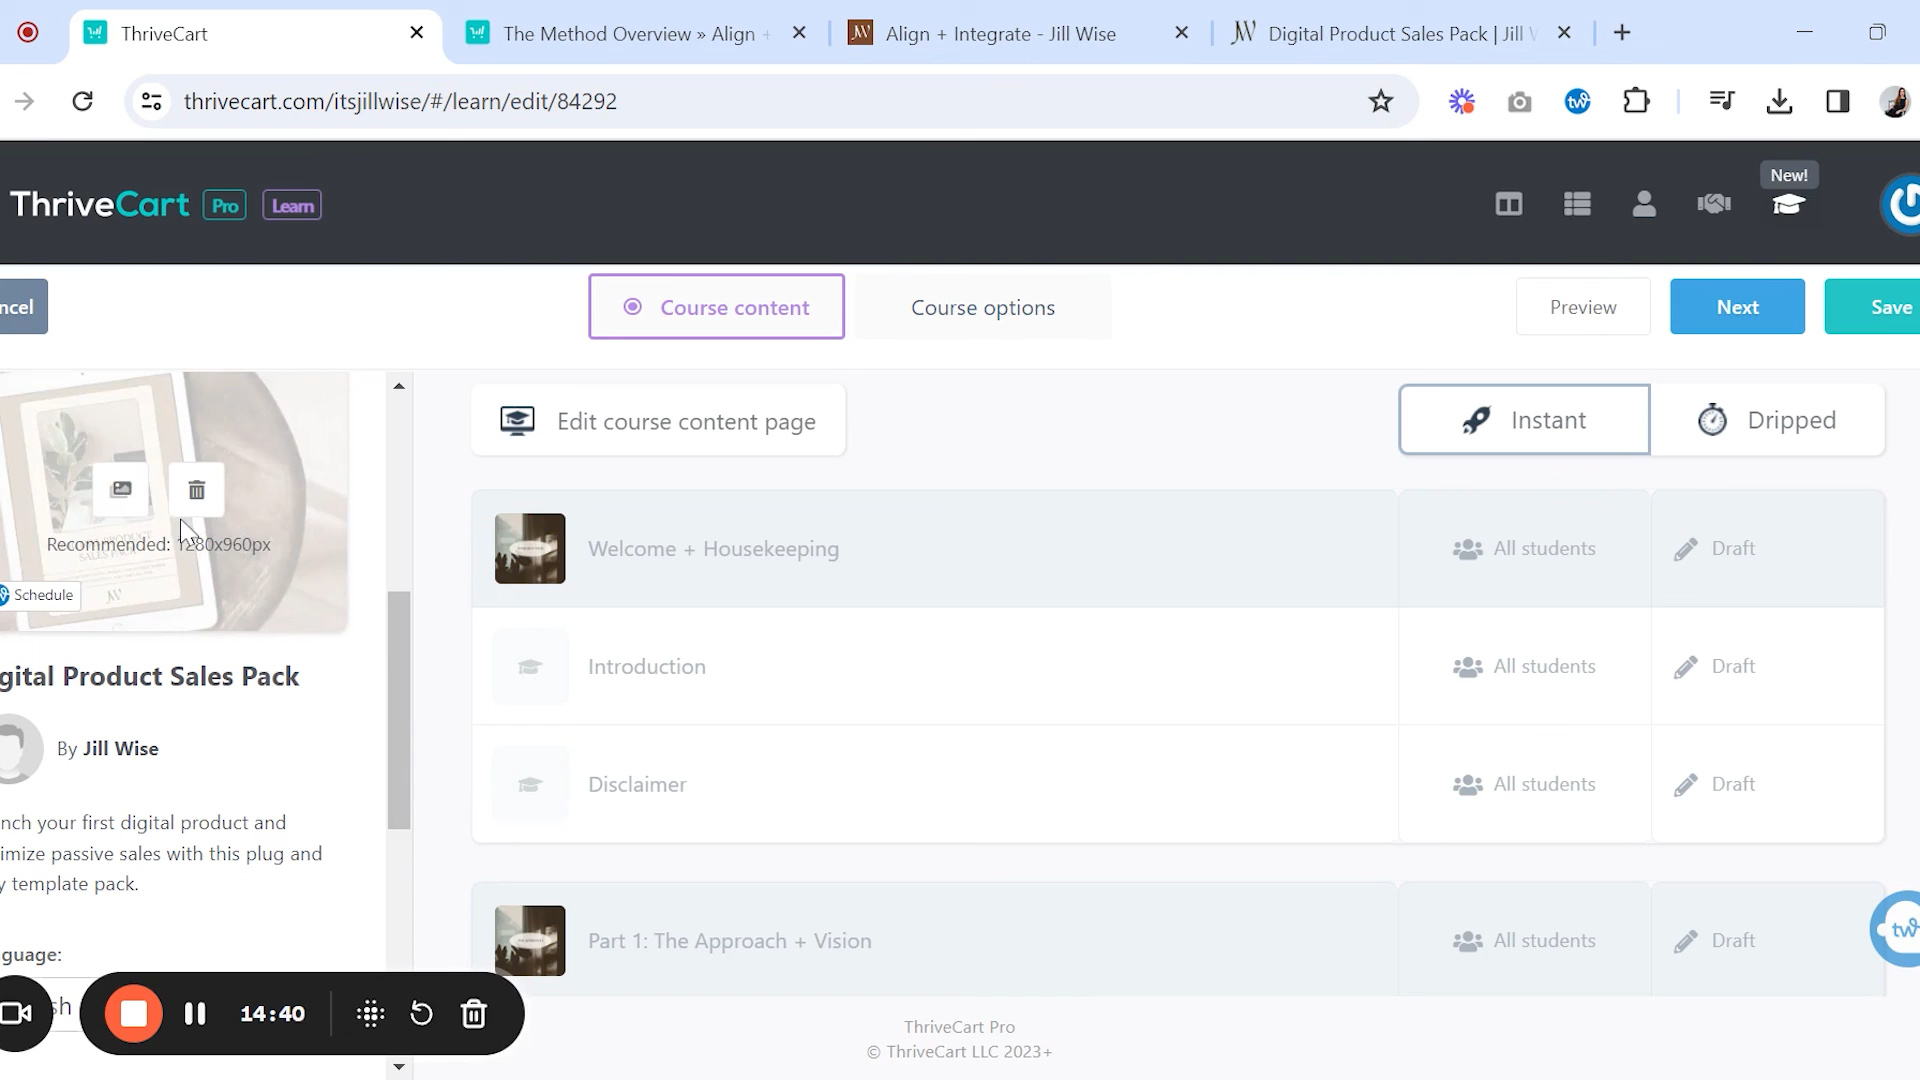 ThriveCart
The Method Overview » Align +
Align + Integrate - Jill Wise
Digital Product Sales Pack | Jill W
thrivecart.com/itsjillwise/#/learn/edit/84292
ThriveCart Pro Learn
New!
ncel
Course content
Course options
Preview
Next
Save
Edit course content page
Instant
Dripped
Recommended: 1280x960px
Schedule
Welcome + Housekeeping
All students
Draft
Introduction
All students
Draft
Disclaimer
All students
Draft
Part 1: The Approach + Vision
All students
Draft
gital Product Sales Pack
By Jill Wise
nch your first digital product and
imize passive sales with this plug and
y template pack.
guage:
sh
14:40
tw
ThriveCart Pro
© ThriveCart LLC 2023+